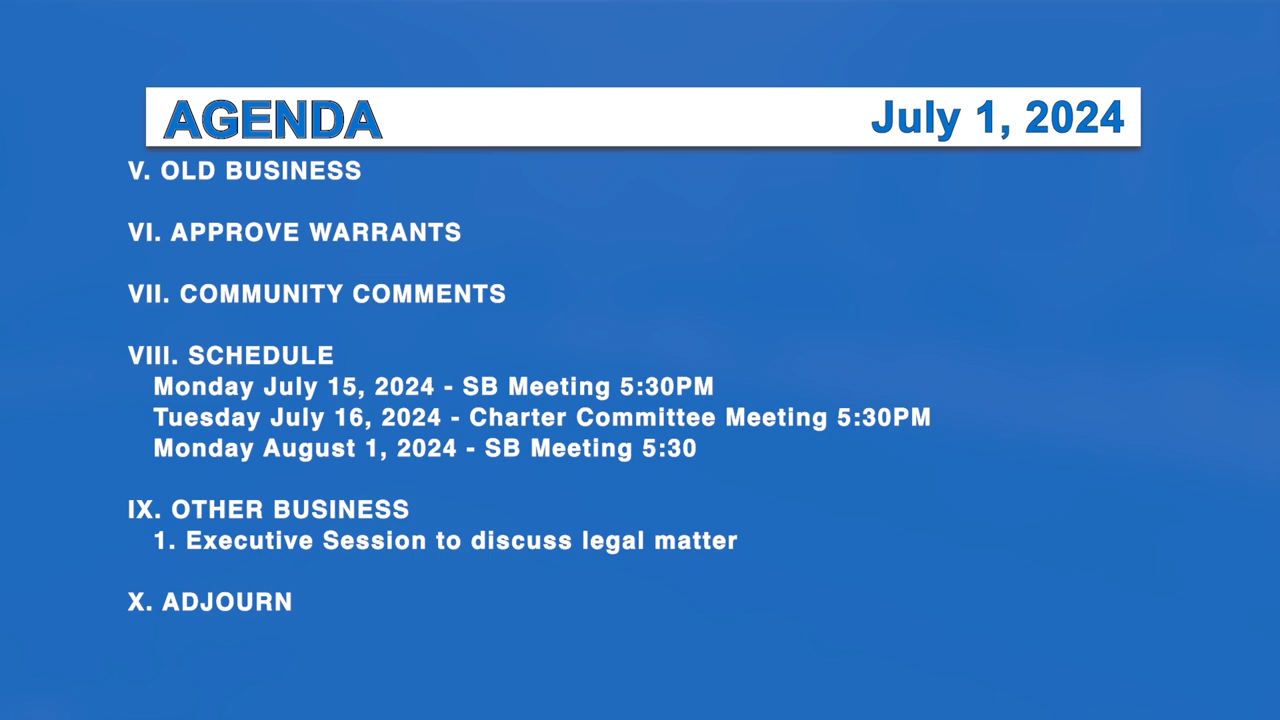 AGENDA July 1, 2024
V. OLD BUSINESS
VI. APPROVE WARRANTS
VII. COMMUNITY COMMENTS
VIII. SCHEDULE
Monday July 15, 2024 - SB Meeting 5:30PM
Tuesday July 16, 2024 - Charter Committee Meeting 5:30PM
Monday August 1, 2024 - SB Meeting 5:30
IX. OTHER BUSINESS
1. Executive Session to discuss legal matter
X. ADJOURN